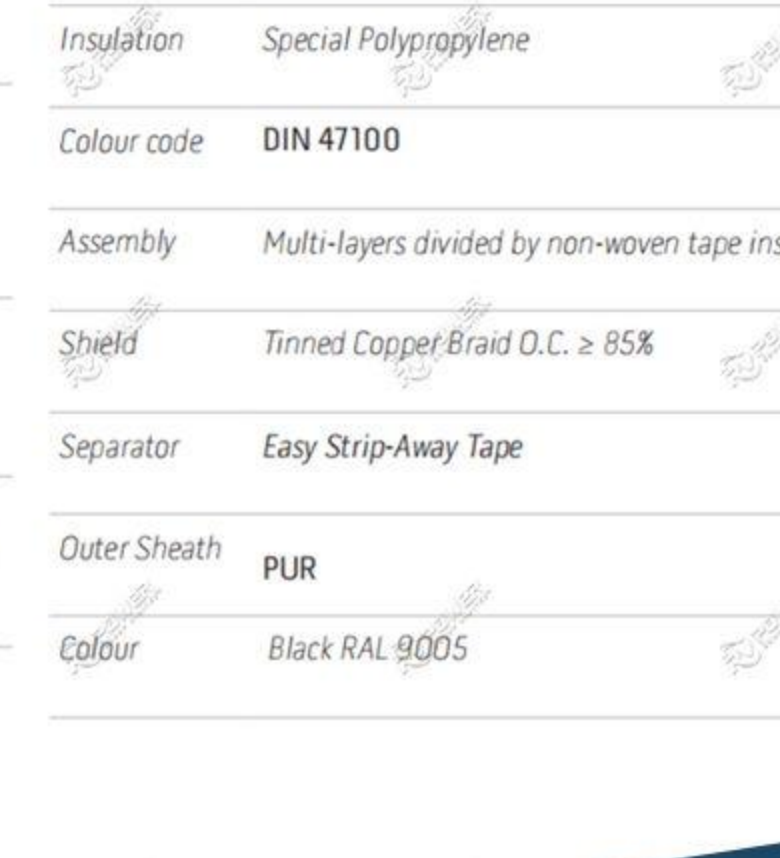 Insulation Special Polypropylene
Colour code DIN 47100
Assembly Multi-layers divided by non-woven tape
Shield Tinned Copper Braid O.C. ≥ 85%
Separator Easy Strip-Away Tape
Outer Sheath PUR
Colour Black RAL 9005